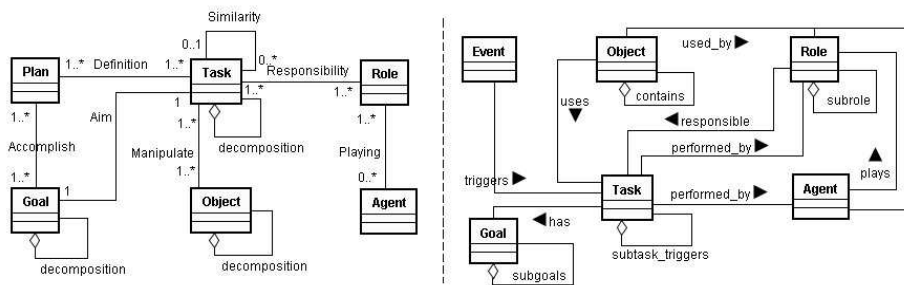 Similarity
0..1
0..*
Plan
1..*
Definition
1..*
Task
Responsibility
1..*
Role
1..*
1
1..*
1..*
Aim
decomposition
1..*
Accomplish
Manipulate
Playing
1..*
1..*
0..*
Goal
1
Object
Agent
decomposition
decomposition
Event
Object
used_by ▶
Role
contains
subrole
uses
▼
◀ responsible
performed_by ▶
▲
plays
triggers ▶
Task
performed_by ▶
Agent
◀ has
Goal
subtask_triggers
subgoals